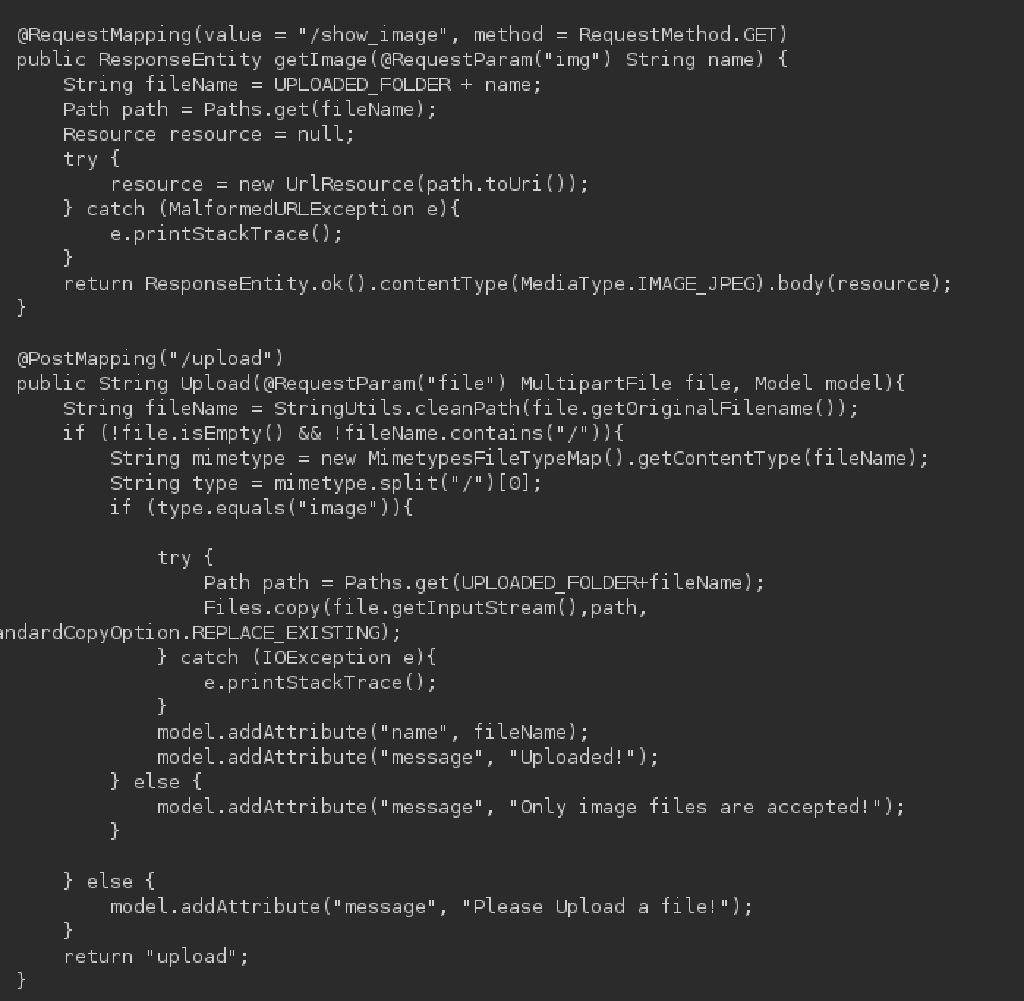 @RequestMapping(value = "/show_image", method = RequestMethod.GET)
public ResponseEntity getImage(@RequestParam("img") String name) {
    String fileName = UPLOADED_FOLDER + name;
    Path path = Paths.get(fileName);
    Resource resource = null;
    try {
        resource = new UrlResource(path.toUri());
    } catch (MalformedURLException e){
        e.printStackTrace();
    }
    return ResponseEntity.ok().contentType(MediaType.IMAGE_JPEG).body(resource);
}

@PostMapping("/upload")
public String Upload(@RequestParam("file") MultipartFile file, Model model){
    String fileName = StringUtils.cleanPath(file.getOriginalFilename());
    if (!file.isEmpty() && !fileName.contains("/")){
        String mimetype = new MimetypesFileTypeMap().getContentType(fileName);
        String type = mimetype.split("/")[0];
        if (type.equals("image")){

            try {
                Path path = Paths.get(UPLOADED_FOLDER+fileName);
                Files.copy(file.getInputStream(),path,
andardCopyOption.REPLACE_EXISTING);
            } catch (IOException e){
                e.printStackTrace();
            }
            model.addAttribute("name", fileName);
            model.addAttribute("message", "Uploaded!");
        } else {
            model.addAttribute("message", "Only image files are accepted!");
        }

    } else {
        model.addAttribute("message", "Please Upload a file!");
    }
    return "upload";
}